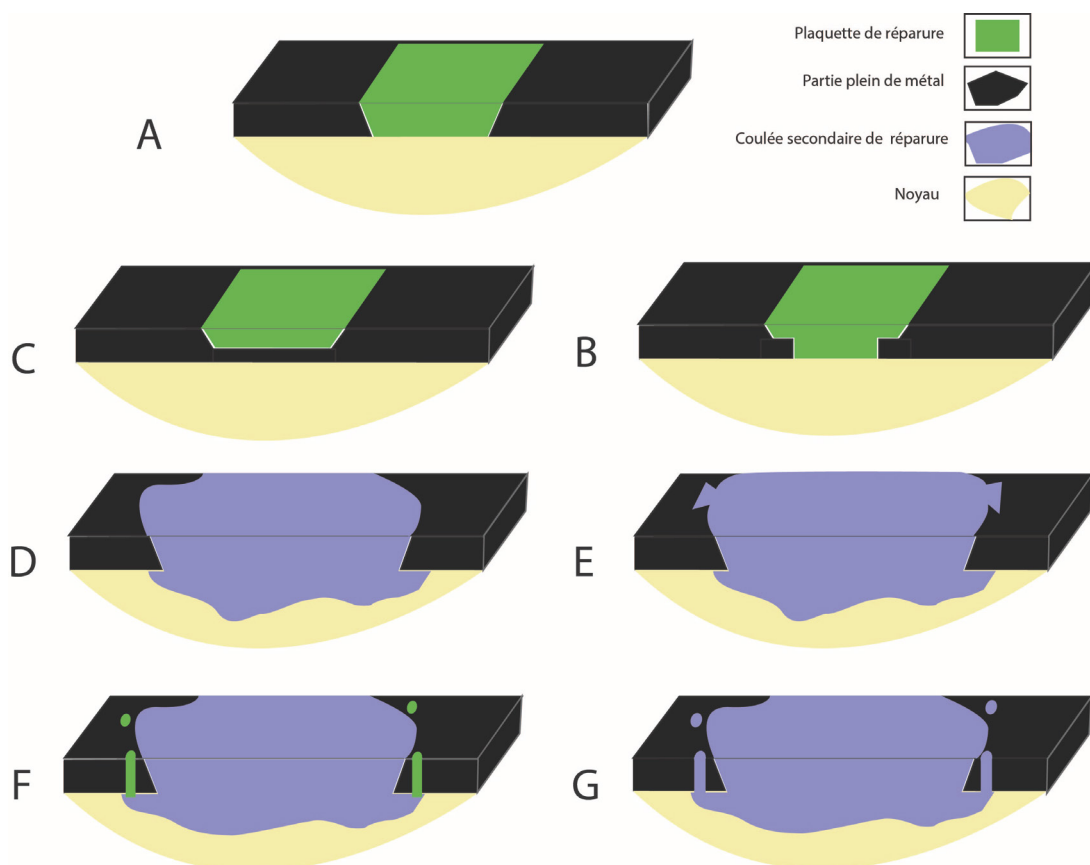 Plaquette de réparure
Partie plein de métal
Coulée secondaire de réparure
Noyau
A
C
B
D
E
F
G